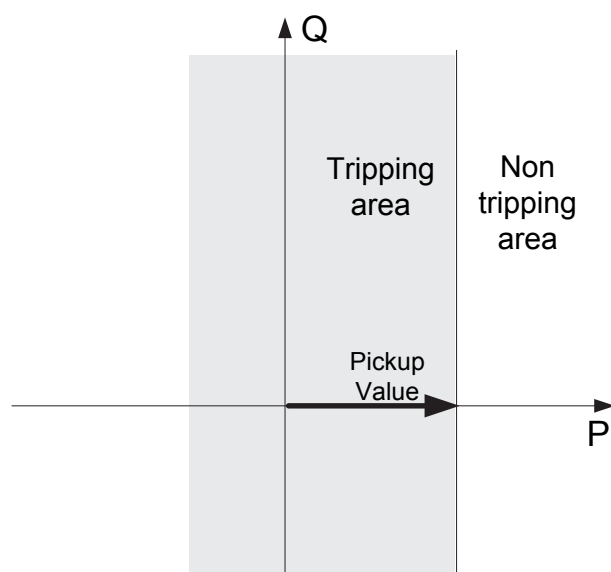 Q
Tripping
area
Non
tripping
area
Pickup
Value
P